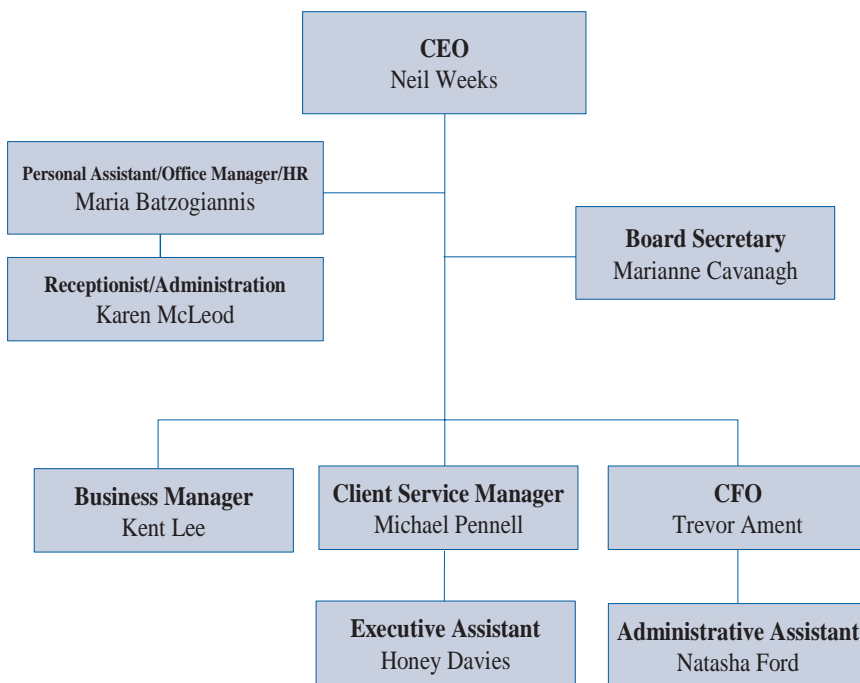 CEO
Neil Weeks
Personal Assistant/Office Manager/HR
Maria Batzogiannis
Board Secretary
Marianne Cavanagh
Receptionist/Administration
Karen McLeod
Business Manager
Kent Lee
Client Service Manager
Michael Pennell
CFO
Trevor Ament
Executive Assistant
Honey Davies
Administrative Assistant
Natasha Ford